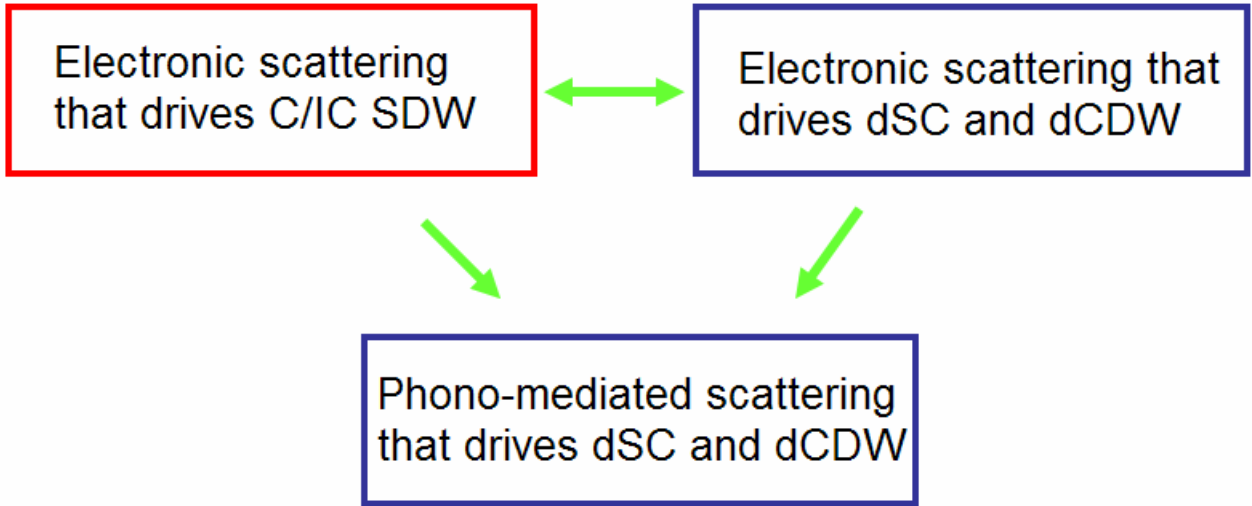 Electronic scattering
that drives C/IC SDW
Electronic scattering that
drives dSC and dCDW
Phono-mediated scattering
that drives dSC and dCDW